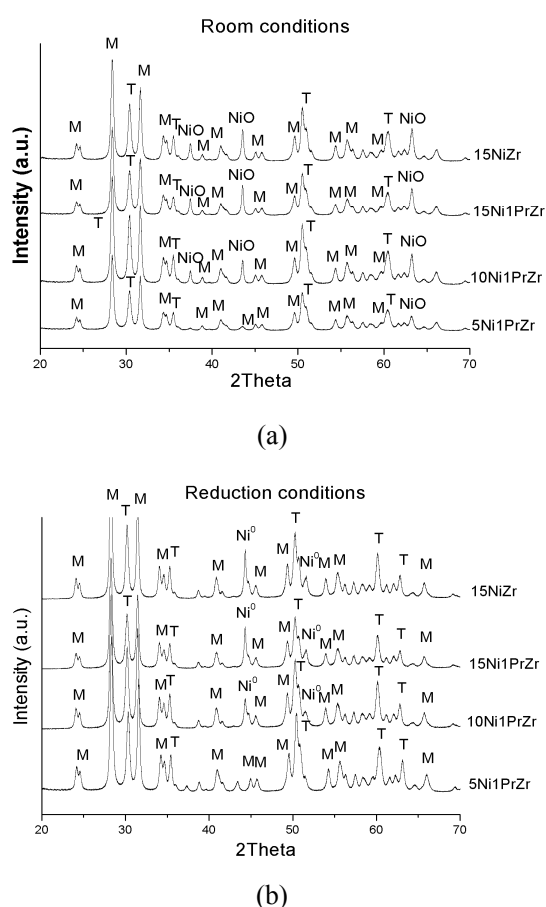 Room conditions
M
M
T
M M T NiO M M NiO M M M M T NiO
15NiZr
M T M T NiO M M NiO M M T M M M T NiO
15Ni1PrZr
T
M M T NiO M M NiO M M T M M M T NiO
10Ni1PrZr
M T M T M M M M M T M M M T NiO
5Ni1PrZr
Intensity (a.u.)
20 30 40 50 60 70
2Theta
(a)
Reduction conditions
M T M
M M T M Ni⁰ M M T Ni⁰ M M T T M
15NiZr
M T M T M Ni⁰ M M T Ni⁰ M M T T M
15Ni1PrZr
M M T M Ni⁰ M M T Ni⁰ M M T T M
10Ni1PrZr
M M T M M M M T M M T T M
5Ni1PrZr
Intensity (a.u.)
20 30 40 50 60 70
2Theta
(b)